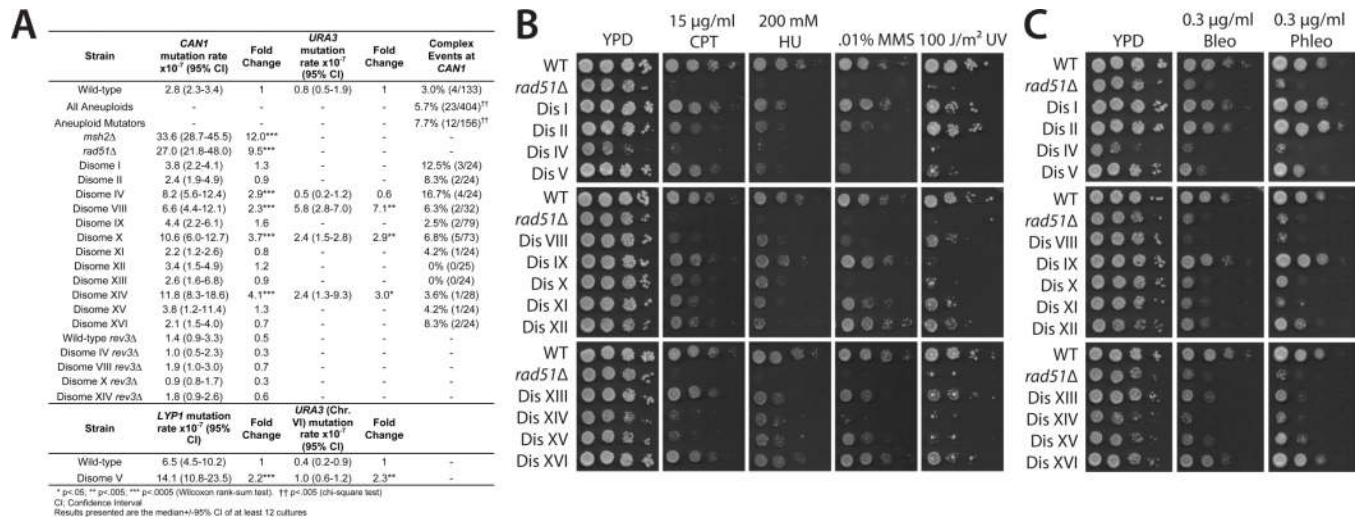 A
Strain CAN1 mutation rate x10-7 (95% CI) Fold Change URA3 mutation rate x10-7 (95% CI) Fold Change Complex Events at CAN1
Wild-type 2.8 (2.3-3.4) 1 0.8 (0.5-1.9) 1 3.0% (4/133)
All Aneuploids - - - - 5.7% (23/404)††
Aneuploid Mutators - - - - 7.7% (12/156)††
msh2Δ 33.6 (28.7-45.5) 12.0*** - - -
rad51Δ 27.0 (21.8-48.0) 9.5*** - - -
Disome I 3.8 (2.2-4.1) 1.3 - - 12.5% (3/24)
Disome II 2.4 (1.9-4.9) 0.9 - - 8.3% (2/24)
Disome IV 8.2 (5.6-12.4) 2.9*** 0.5 (0.2-1.2) 0.6 16.7% (4/24)
Disome VIII 6.6 (4.4-12.1) 2.3*** 5.8 (2.8-7.0) 7.1** 6.3% (2/32)
Disome IX 4.4 (2.2-6.1) 1.6 - - 2.5% (2/79)
Disome X 10.6 (6.0-12.7) 3.7*** 2.4 (1.5-2.8) 2.9** 6.8% (5/73)
Disome XI 2.2 (1.2-2.6) 0.8 - - 4.2% (1/24)
Disome XII 3.4 (1.5-4.9) 1.2 - - 0% (0/25)
Disome XIII 2.6 (1.6-6.8) 0.9 - - 0% (0/24)
Disome XIV 11.8 (8.3-18.6) 4.1*** 2.4 (1.3-9.3) 3.0* 3.6% (1/28)
Disome XV 3.8 (1.2-11.4) 1.3 - - 4.2% (1/24)
Disome XVI 2.1 (1.5-4.0) 0.7 - - 8.3% (2/24)
Wild-type rev3Δ 1.4 (0.9-3.3) 0.5 - - -
Disome IV rev3Δ 1.0 (0.5-2.3) 0.3 - - -
Disome VIII rev3Δ 1.9 (1.0-3.0) 0.7 - - -
Disome X rev3Δ 0.9 (0.8-1.7) 0.3 - - -
Disome XIV rev3Δ 1.8 (0.9-2.6) 0.6 - - -
Strain LYP1 mutation rate x10-7 (95% CI) Fold Change URA3 (Chr. VI) mutation rate x10-7 (95% CI) Fold Change
Wild-type 6.5 (4.5-10.2) 1 0.4 (0.2-0.9) 1 -
Disome V 14.1 (10.8-23.5) 2.2*** 1.0 (0.6-1.2) 2.3** -
* p<.05; ** p<.005, *** p<.0005 (Wilcoxon rank-sum test). †† p<.005 (chi-square test)
CI; Confidence Interval
Results presented are the median+/-95% CI of at least 12 cultures
B
YPD 15 µg/ml CPT 200 mM HU .01% MMS 100 J/m² UV
WT
rad51Δ
Dis I
Dis II
Dis IV
Dis V
WT
rad51Δ
Dis VIII
Dis IX
Dis X
Dis XI
Dis XII
WT
rad51Δ
Dis XIII
Dis XIV
Dis XV
Dis XVI
C
YPD 0.3 µg/ml Bleo 0.3 µg/ml Phleo
WT
rad51Δ
Dis I
Dis II
Dis IV
Dis V
WT
rad51Δ
Dis VIII
Dis IX
Dis X
Dis XI
Dis XII
WT
rad51Δ
Dis XIII
Dis XIV
Dis XV
Dis XVI